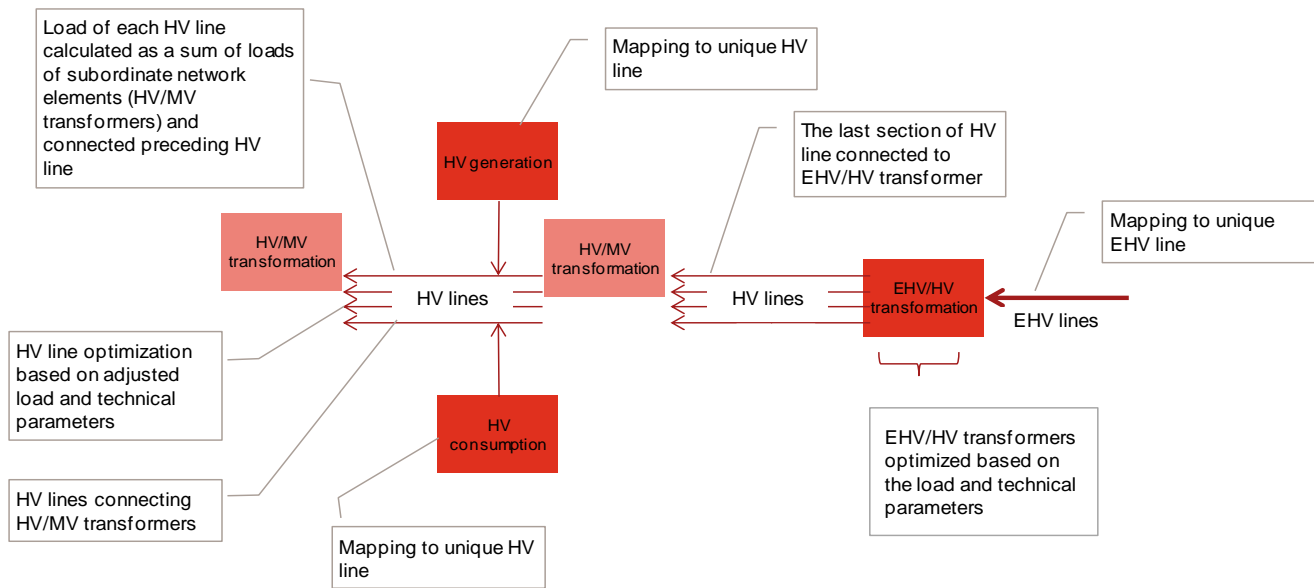 Load of each HV line
calculated as a sum of loads
of subordinate network
elements (HV/MV
transformers) and
connected preceding HV
line
Mapping to unique HV
line
HV generation
The last section of HV
line connected to
EHV/HV transformer
Mapping to unique
EHV line
HV/MV
transformation
HV/MV
transformation
HV lines
HV lines
EHV/HV
transformation
EHV lines
HV line optimization
based on adjusted
load and technical
parameters
HV
consumption
EHV/HV transformers
optimized based on
the load and technical
parameters
HV lines connecting
HV/MV transformers
Mapping to unique HV
line